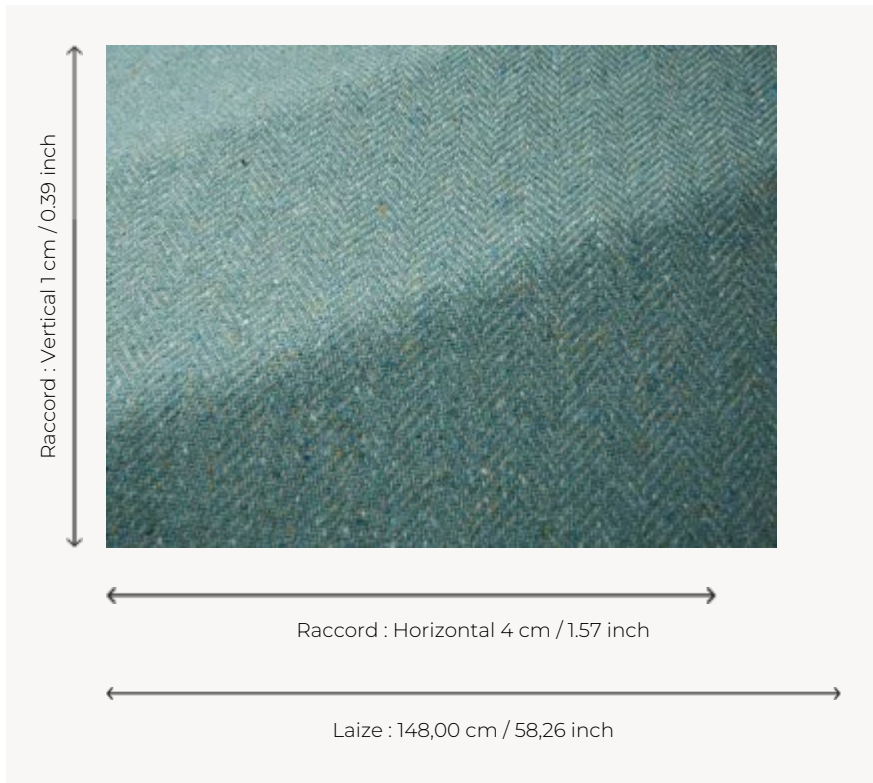 Raccord : Vertical 1 cm / 0.39 inch
Raccord : Horizontal 4 cm / 1.57 inch
Laize : 148,00 cm / 58,26 inch